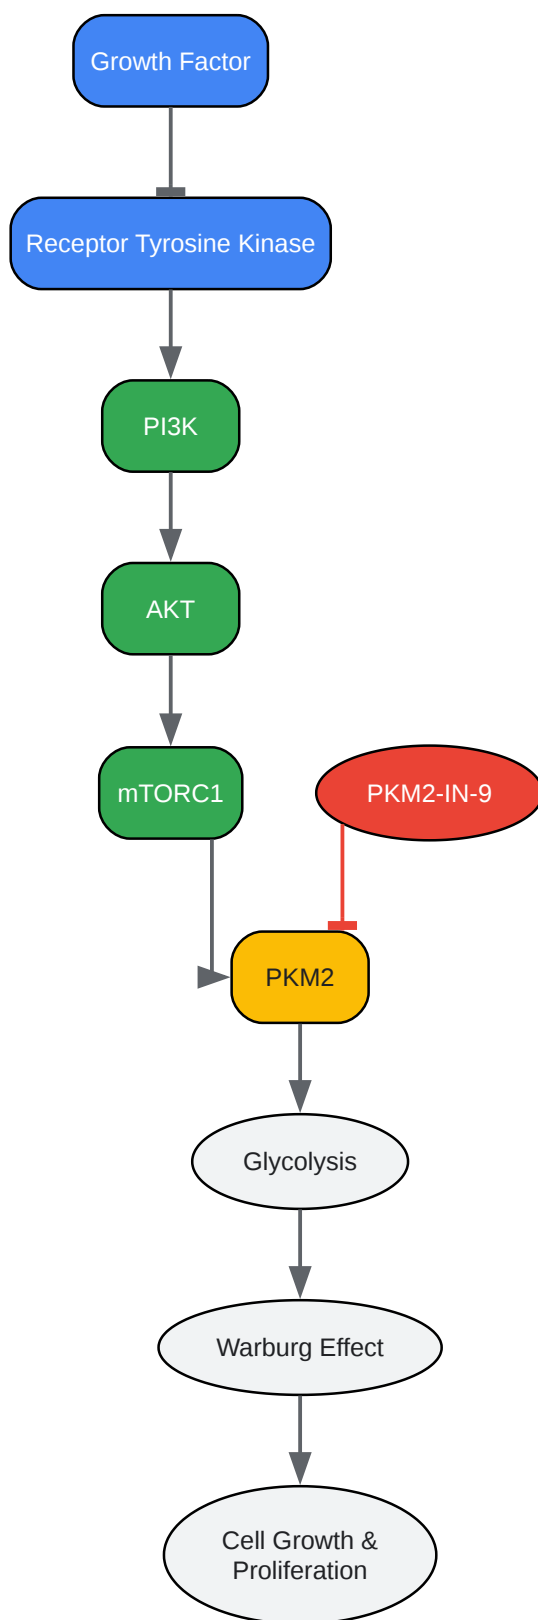 Growth Factor
Receptor Tyrosine Kinase
PI3K
AKT
mTORC1
PKM2-IN-9
PKM2
Glycolysis
Warburg Effect
Cell Growth &
Proliferation